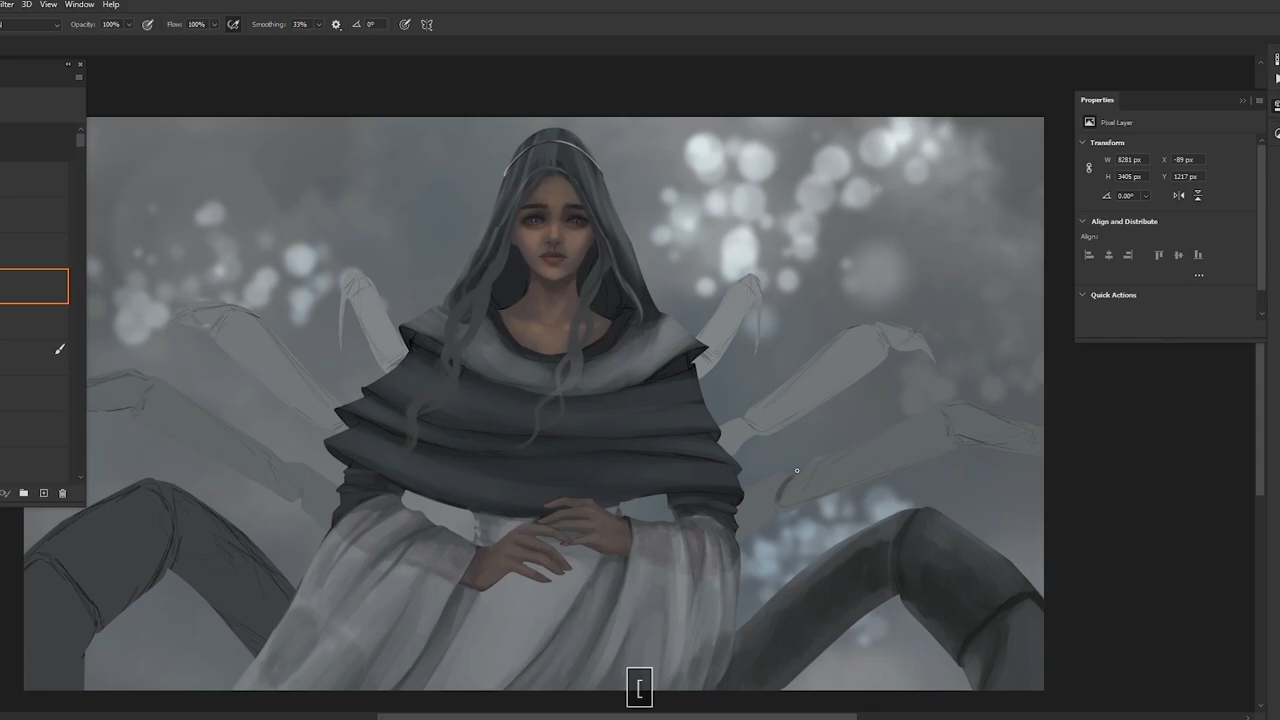 3D View Window Help
Opacity: 100% Flow: 100% Smoothing: 33% 0°
Properties
Pixel Layer
Transform
W 8281 px X -89 px
H 3405 px Y 1217 px
0.00°
Align and Distribute
Align:
Quick Actions
[